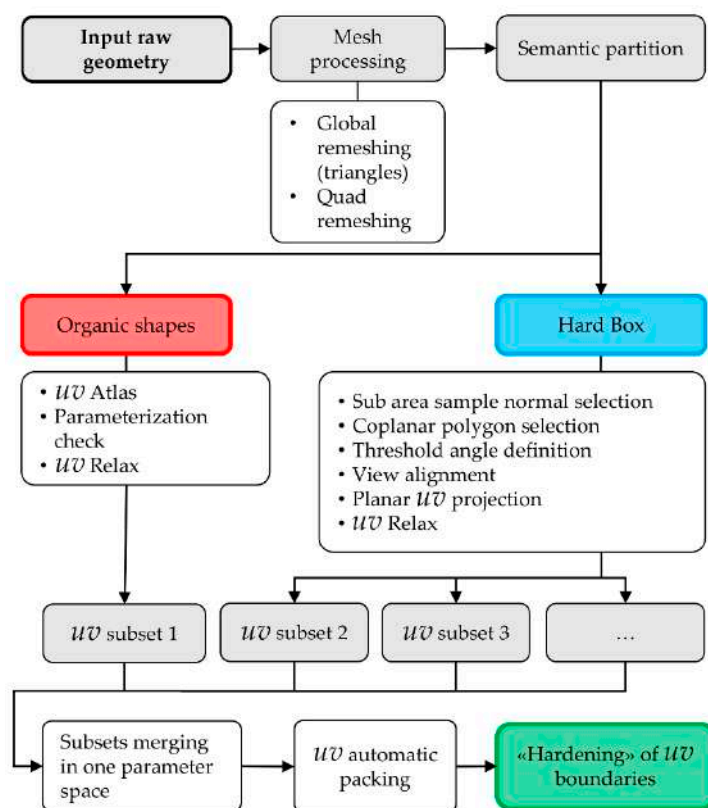 Input raw
geometry
Mesh
processing
Semantic partition
• Global
remeshing
(triangles)
• Quad
remeshing
Organic shapes
Hard Box
• uv Atlas
• Parameterization
check
• uv Relax
• Sub area sample normal selection
• Coplanar polygon selection
• Threshold angle definition
• View alignment
• Planar uv projection
• uv Relax
uv subset 1
uv subset 2
uv subset 3
...
Subsets merging
in one parameter
space
uv automatic
packing
«Hardening» of uv
boundaries